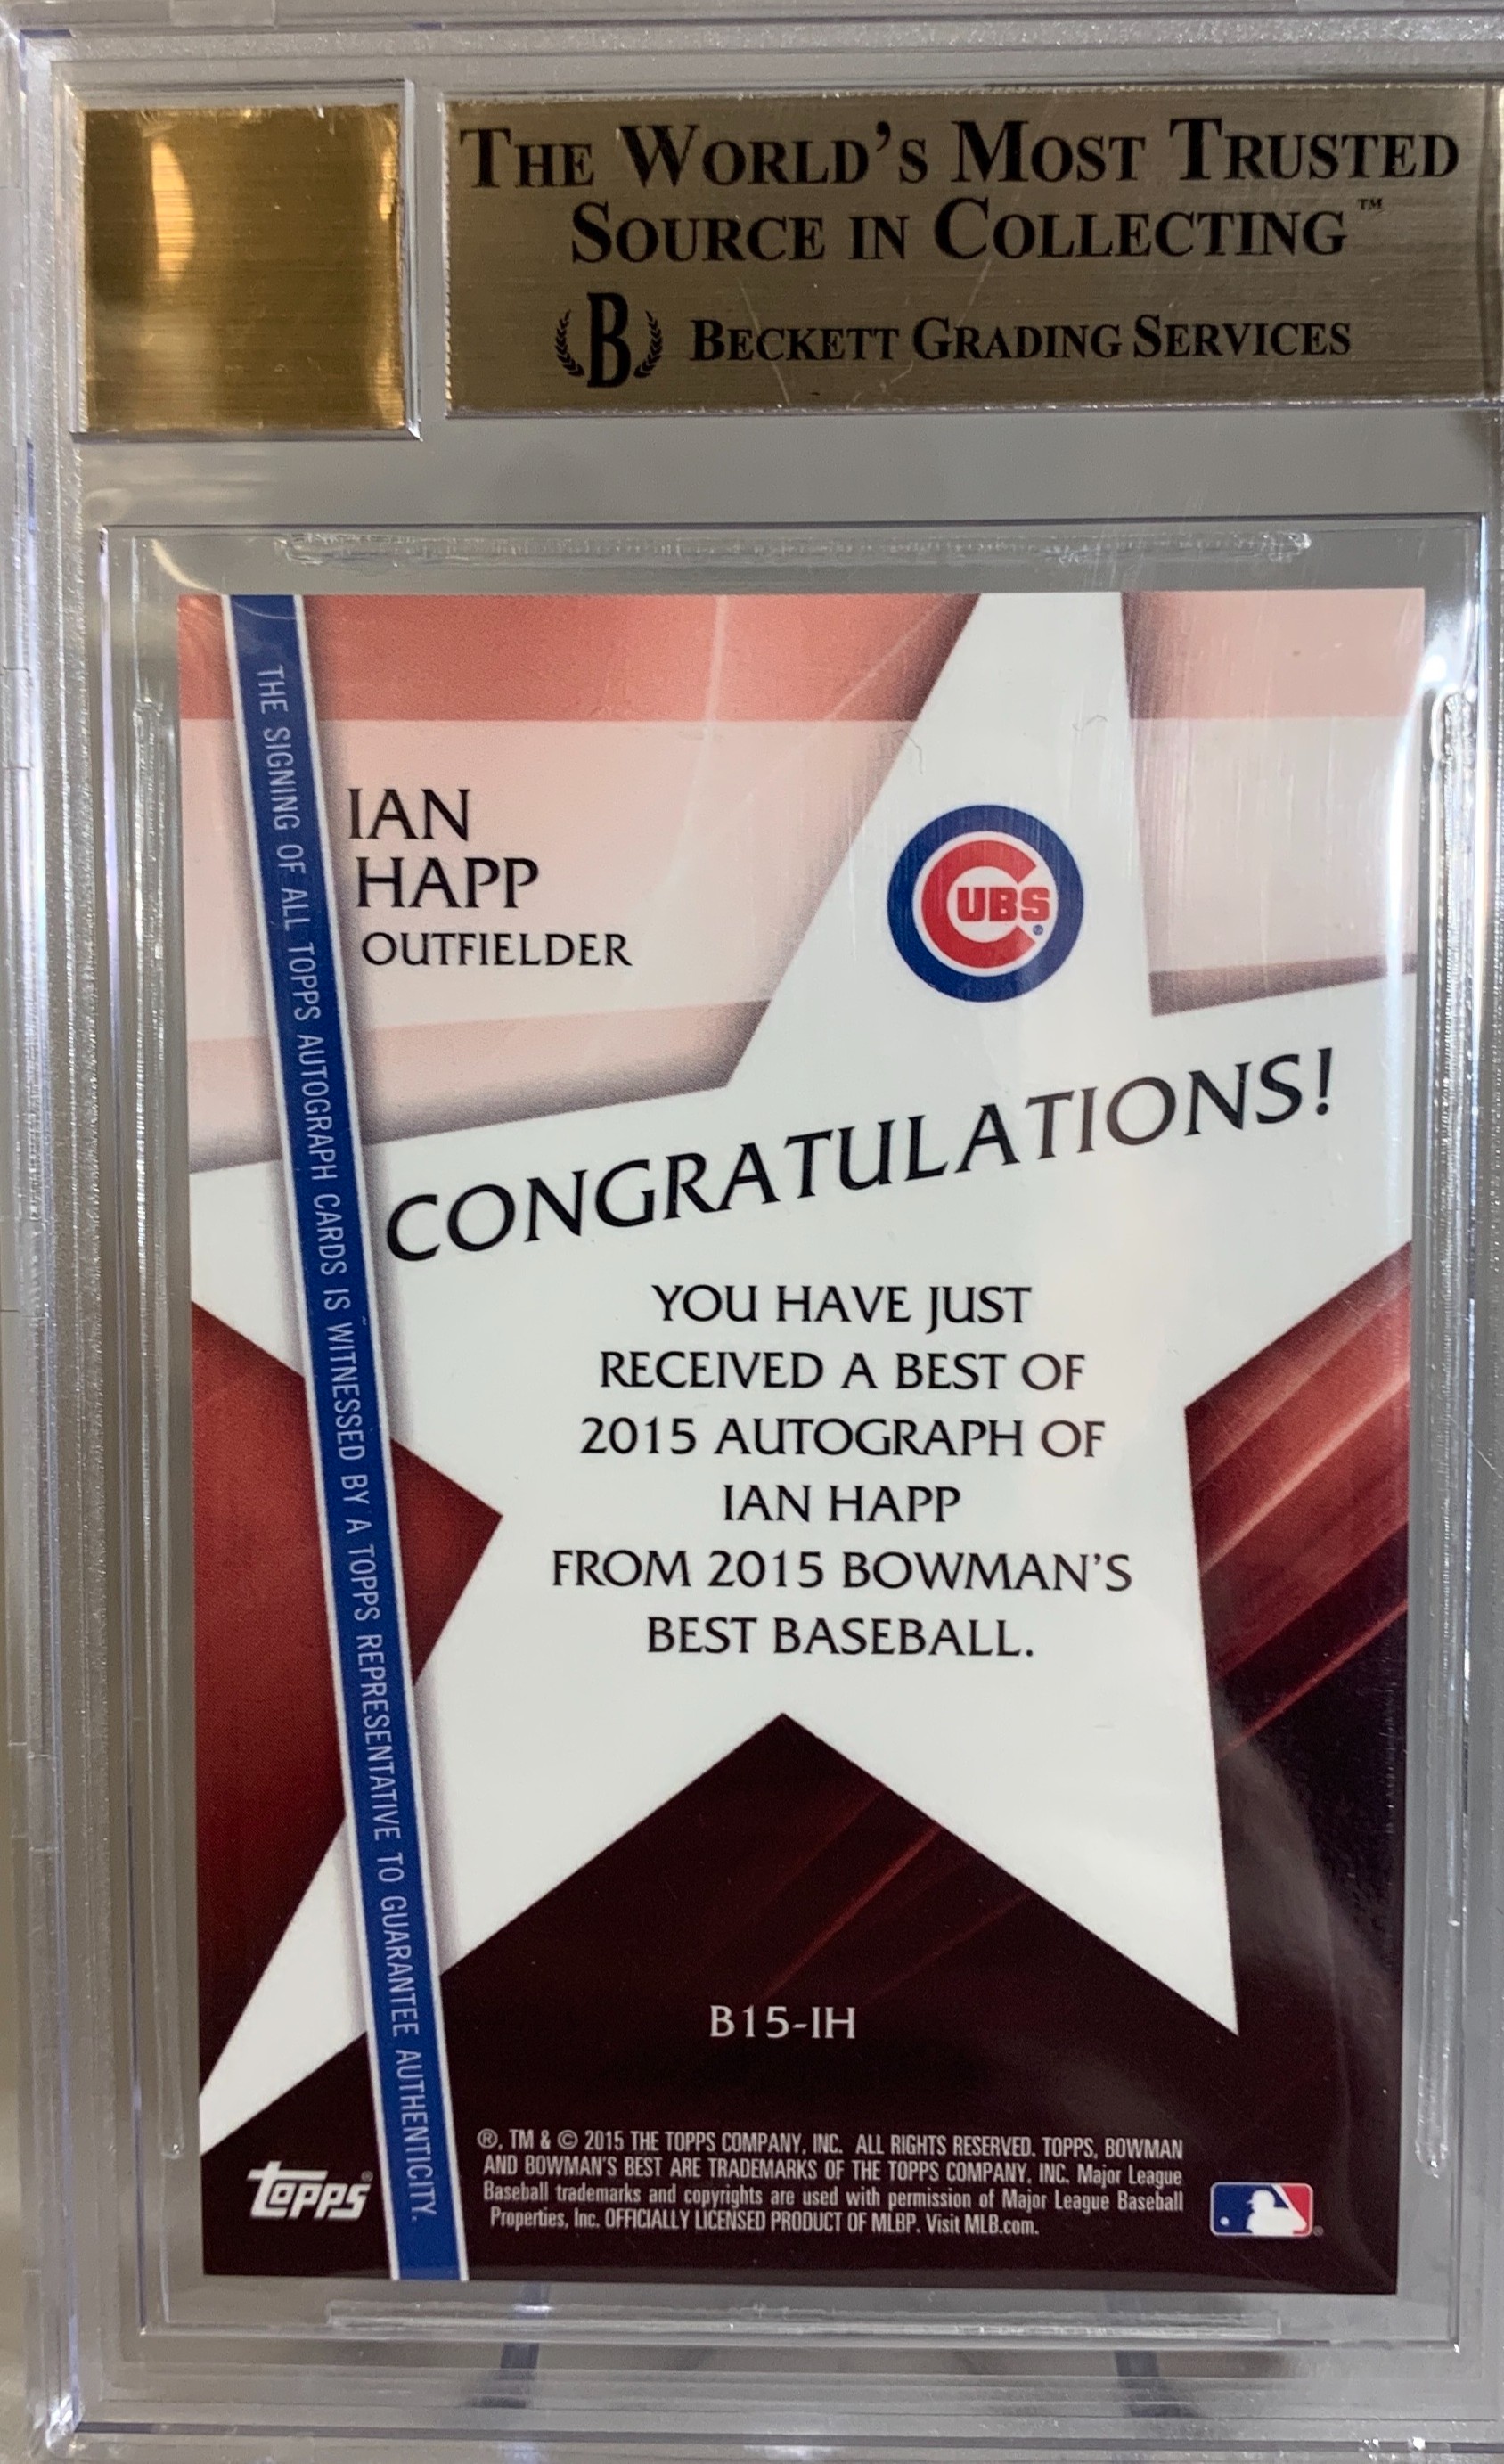 THE WORLD'S MOST TRUSTED
SOURCE IN COLLECTING™
B BECKETT GRADING SERVICES
THE SIGNING OF ALL TOPPS AUTOGRAPH CARDS IS WITNESSED BY A TOPPS REPRESENTATIVE TO GUARANTEE AUTHENTICITY.
IAN
HAPP
OUTFIELDER
CUBS®
CONGRATULATIONS!
YOU HAVE JUST
RECEIVED A BEST OF
2015 AUTOGRAPH OF
IAN HAPP
FROM 2015 BOWMAN'S
BEST BASEBALL.
B15-IH
®, TM & © 2015 THE TOPPS COMPANY, INC. ALL RIGHTS RESERVED. TOPPS, BOWMAN
AND BOWMAN'S BEST ARE TRADEMARKS OF THE TOPPS COMPANY, INC. Major League
Baseball trademarks and copyrights are used with permission of Major League Baseball
Properties, Inc. OFFICIALLY LICENSED PRODUCT OF MLBP. Visit MLB.com.
topps®